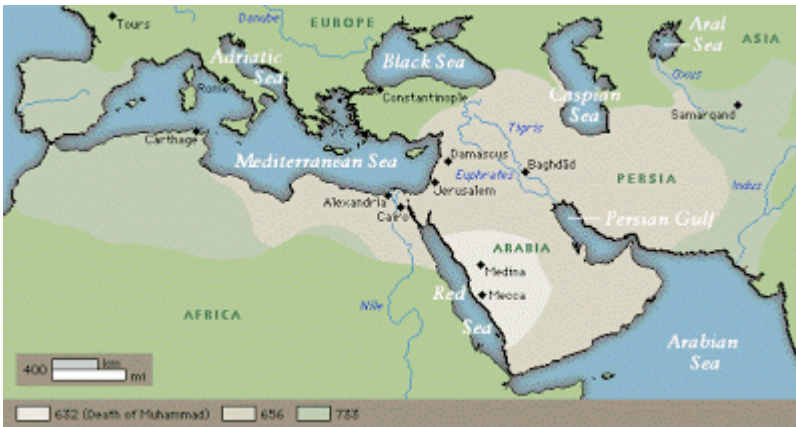 Tours
Danube
EUROPE
Aral
Sea
ASIA
Adriatic
Sea
Black Sea
Oxus
Rome
Constantinople
Caspian
Sea
Samarqand
Carthage
Tigris
Mediterranean Sea
Damascus
Baghdād
Euphrates
PERSIA
Indus
Jerusalem
Alexandria
Cairo
Persian Gulf
ARABIA
Medina
Red
Sea
Mecca
Nile
AFRICA
Arabian
Sea
400
km
mi
632 (Death of Muhammad)
656
733